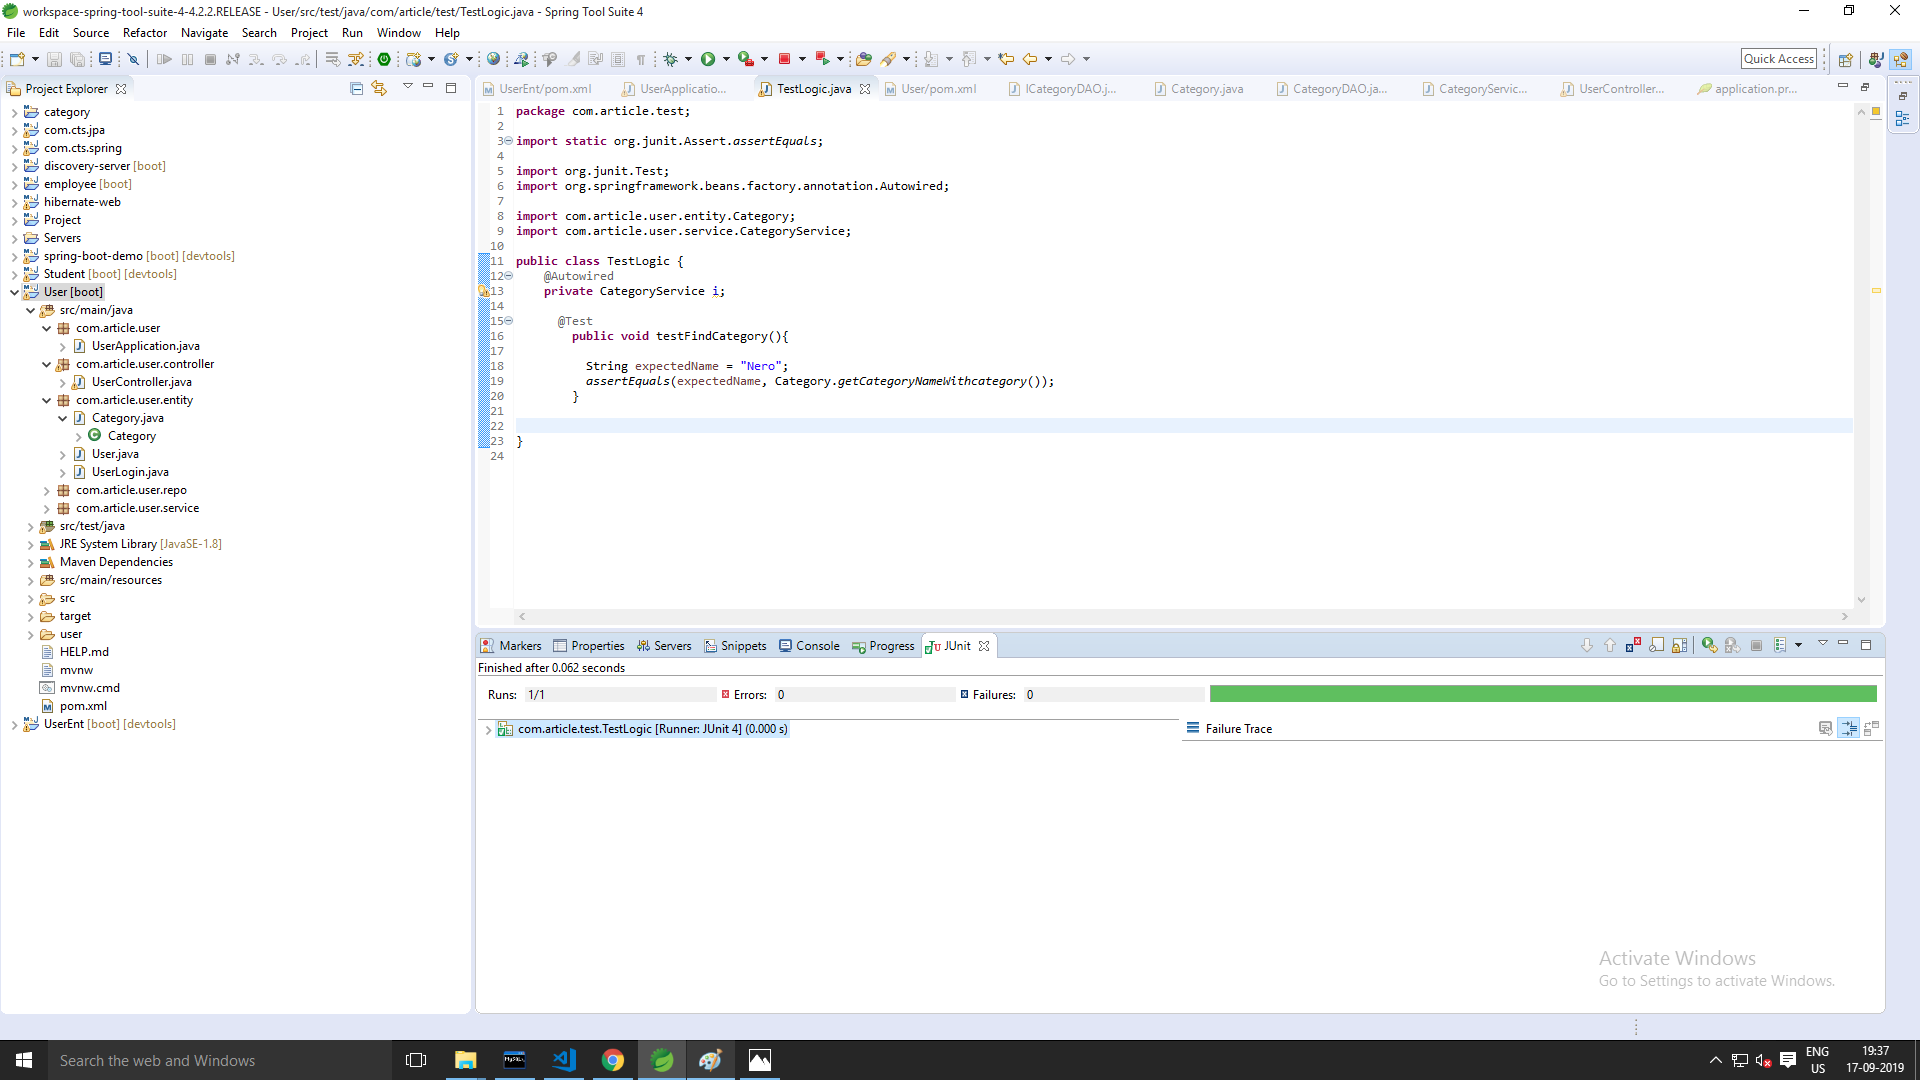 workspace-spring-tool-suite-4-4.2.2.RELEASE - User/src/test/java/com/article/test/TestLogic.java - Spring Tool Suite 4
File Edit Source Refactor Navigate Search Project Run Window Help
Quick Access
Project Explorer
category
com.cts.jpa
com.cts.spring
discovery-server [boot]
employee [boot]
hibernate-web
Project
Servers
spring-boot-demo [boot] [devtools]
Student [boot] [devtools]
User [boot]
src/main/java
com.article.user
UserApplication.java
com.article.user.controller
UserController.java
com.article.user.entity
Category.java
Category
User.java
UserLogin.java
com.article.user.repo
com.article.user.service
src/test/java
JRE System Library [JavaSE-1.8]
Maven Dependencies
src/main/resources
src
target
user
HELP.md
mvnw
mvnw.cmd
pom.xml
UserEnt [boot] [devtools]
UserEnt/pom.xml UserApplicatio... TestLogic.java User/pom.xml ICategoryDAO.j... Category.java CategoryDAO.ja... CategoryServic... UserController... application.pr...
1 package com.article.test;
2
3 import static org.junit.Assert.assertEquals;
4
5 import org.junit.Test;
6 import org.springframework.beans.factory.annotation.Autowired;
7
8 import com.article.user.entity.Category;
9 import com.article.user.service.CategoryService;
10
11 public class TestLogic {
12 @Autowired
13 private CategoryService i;
14
15 @Test
16 public void testFindCategory(){
17
18 String expectedName = "Nero";
19 assertEquals(expectedName, Category.getCategoryNameWithcategory());
20 }
21
22
23 }
24
Markers Properties Servers Snippets Console Progress JUnit
Finished after 0.062 seconds
Runs: 1/1 Errors: 0 Failures: 0
com.article.test.TestLogic [Runner: JUnit 4] (0.000 s)
Failure Trace
Activate Windows
Go to Settings to activate Windows.
Search the web and Windows
ENG
US
19:37
17-09-2019